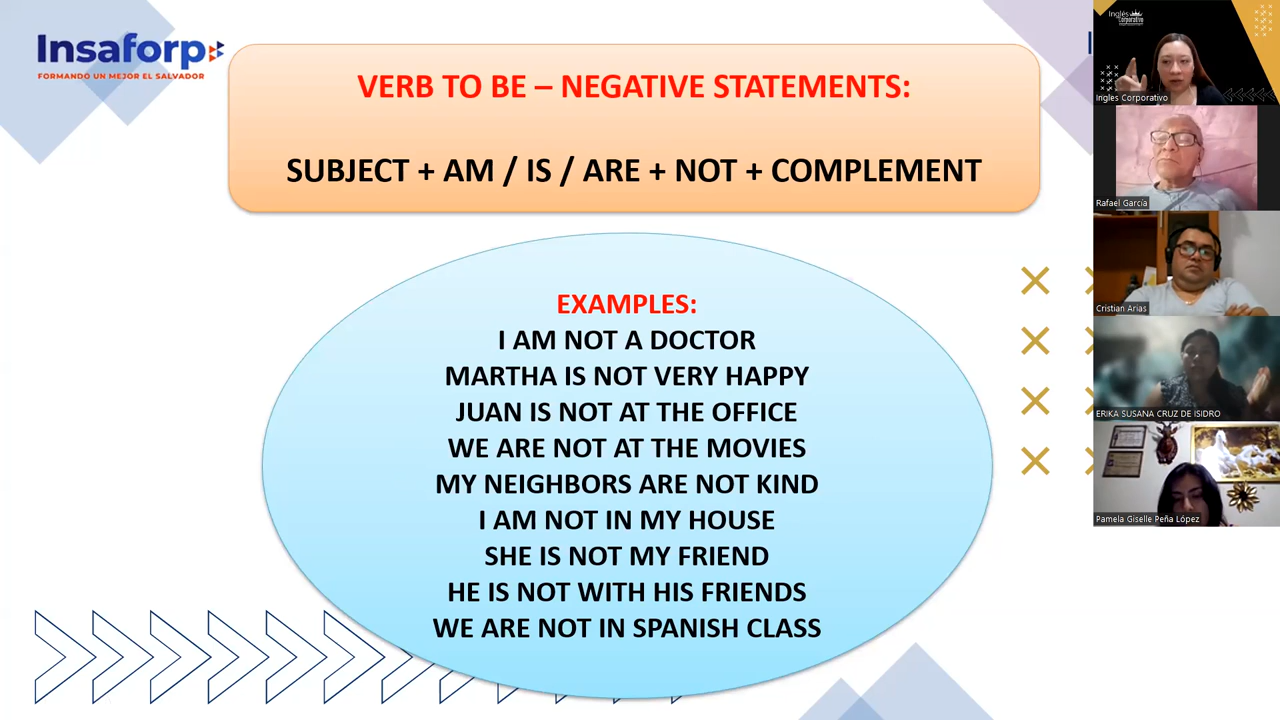 Insaforp
FORMANDO UN MEJOR EL SALVADOR
VERB TO BE – NEGATIVE STATEMENTS:
SUBJECT + AM / IS / ARE + NOT + COMPLEMENT
EXAMPLES:
I AM NOT A DOCTOR
MARTHA IS NOT VERY HAPPY
JUAN IS NOT AT THE OFFICE
WE ARE NOT AT THE MOVIES
MY NEIGHBORS ARE NOT KIND
I AM NOT IN MY HOUSE
SHE IS NOT MY FRIEND
HE IS NOT WITH HIS FRIENDS
WE ARE NOT IN SPANISH CLASS
Inglés
Corporativo
Ingles Corporativo
Rafael García
Cristian Arias
ERIKA SUSANA CRUZ DE ISIDRO
Pamela Giselle Peña López